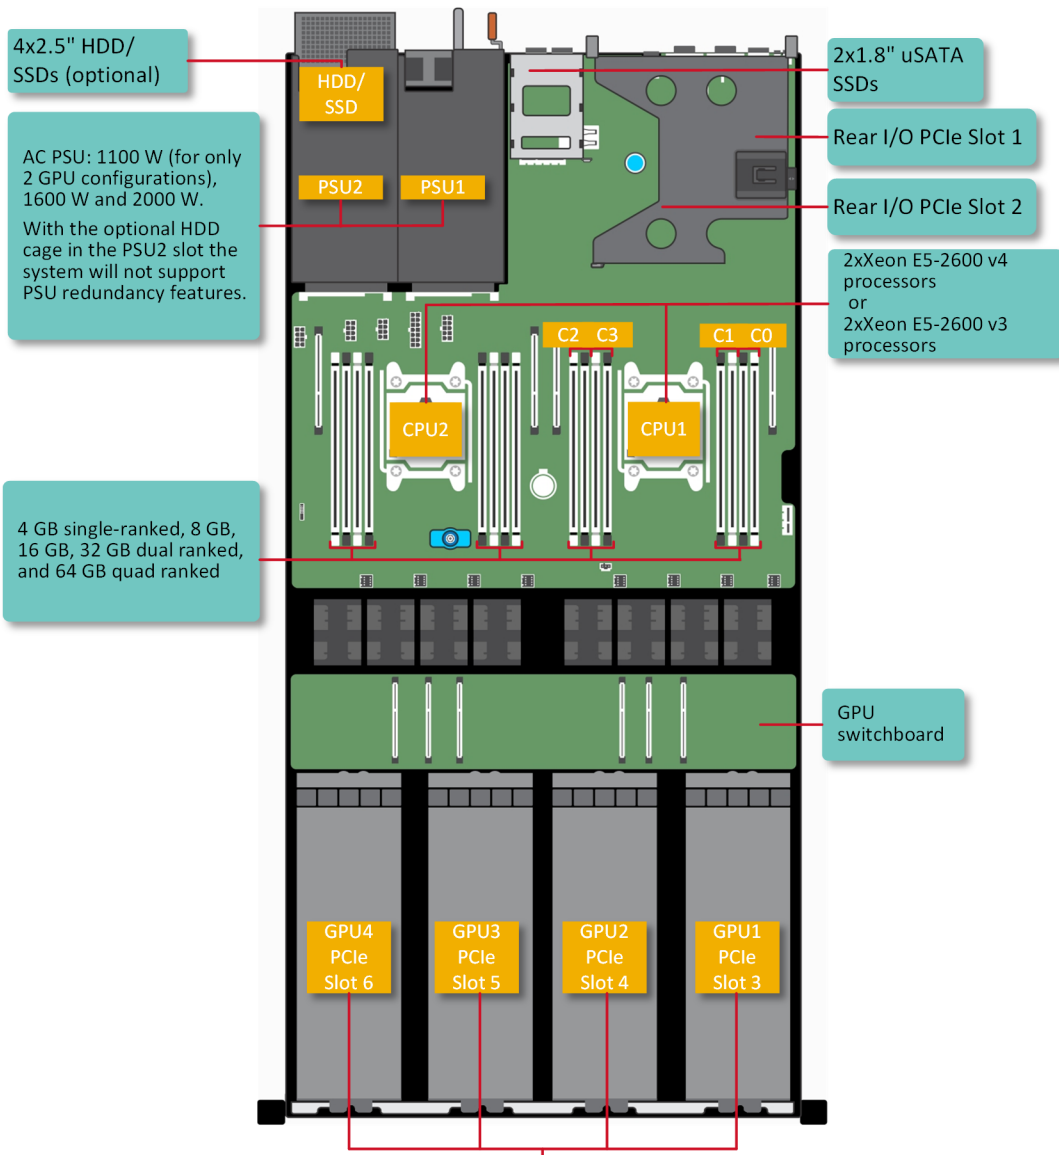 4x2.5" HDD/
SSDs (optional)
HDD/
SSD
2x1.8" uSATA
SSDs
Rear I/O PCIe Slot 1
AC PSU: 1100 W (for only
2 GPU configurations),
1600 W and 2000 W.
With the optional HDD
cage in the PSU2 slot the
system will not support
PSU redundancy features.
PSU2
PSU1
Rear I/O PCIe Slot 2
2xXeon E5-2600 v4
processors
or
2xXeon E5-2600 v3
processors
C2
C3
C1
C0
CPU2
CPU1
4 GB single-ranked, 8 GB,
16 GB, 32 GB dual ranked,
and 64 GB quad ranked
GPU
switchboard
GPU4
PCIe
Slot 6
GPU3
PCIe
Slot 5
GPU2
PCIe
Slot 4
GPU1
PCIe
Slot 3